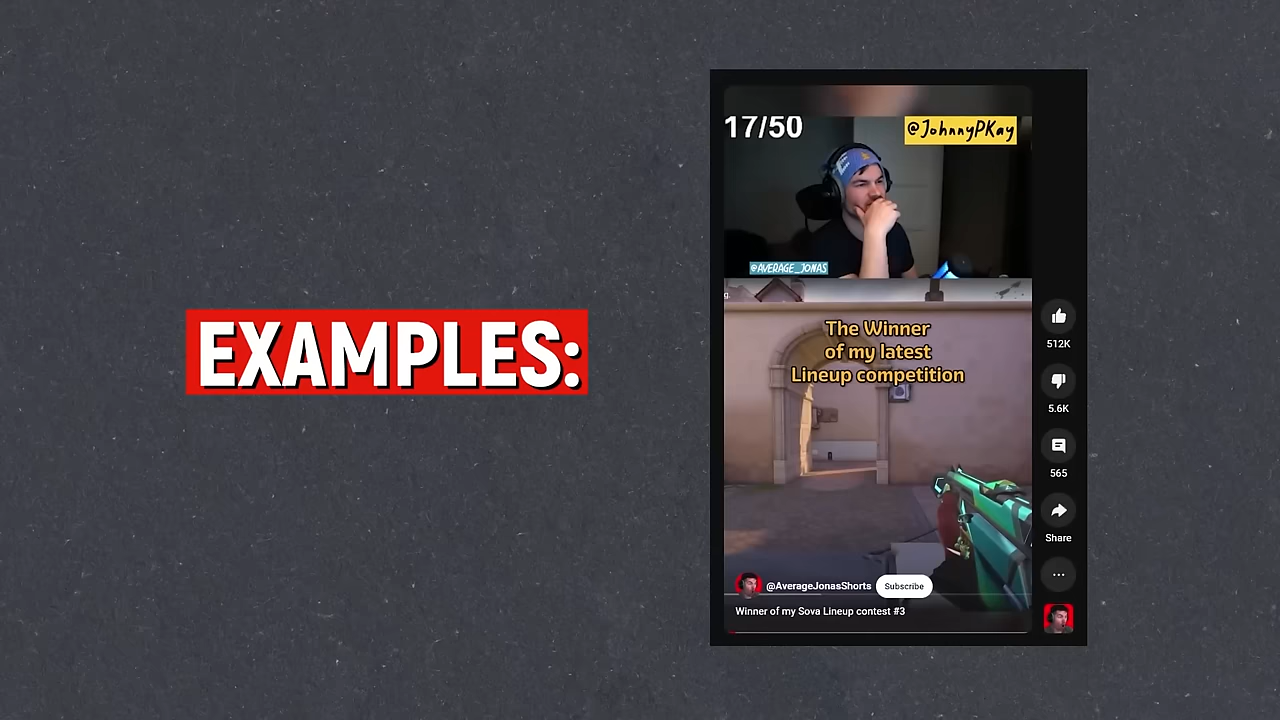 EXAMPLES:
17/50
@JohnnyPKay
@AVERAGE_JONAS
The Winner
of my latest
Lineup competition
512K
5.6K
565
Share
@AverageJonasShorts
Subscribe
Winner of my Sova Lineup contest #3